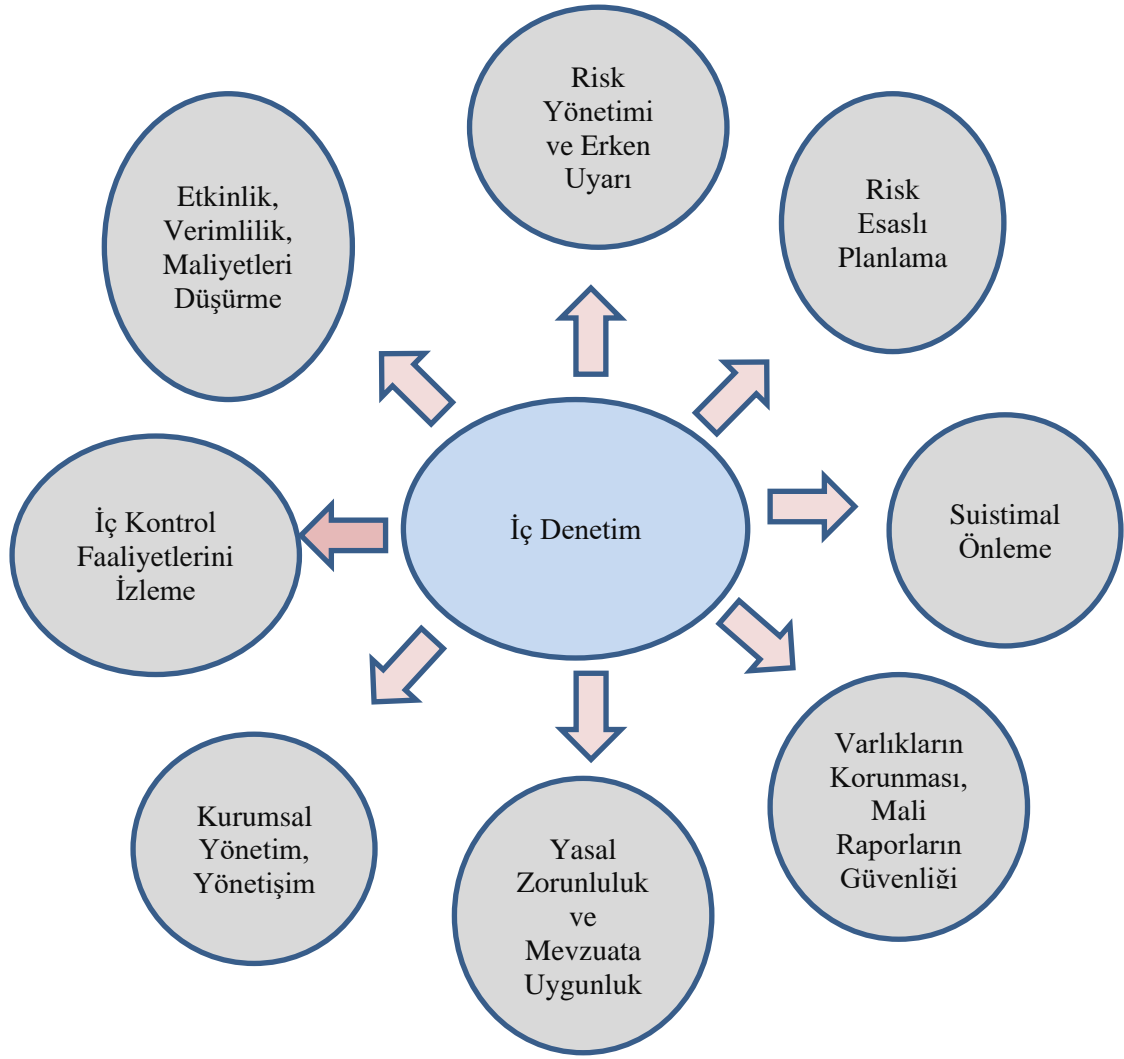 Risk
Yönetimi
ve Erken
Uyarı
Risk
Esaslı
Planlama
Etkinlik,
Verimlilik,
Maliyetleri
Düşürme
İç Kontrol
Faaliyetlerini
İzleme
İç Denetim
Suistimal
Önleme
Kurumsal
Yönetim,
Yönetişim
Yasal
Zorunluluk
ve
Mevzuata
Uygunluk
Varlıkların
Korunması,
Mali
Raporların
Güvenliği